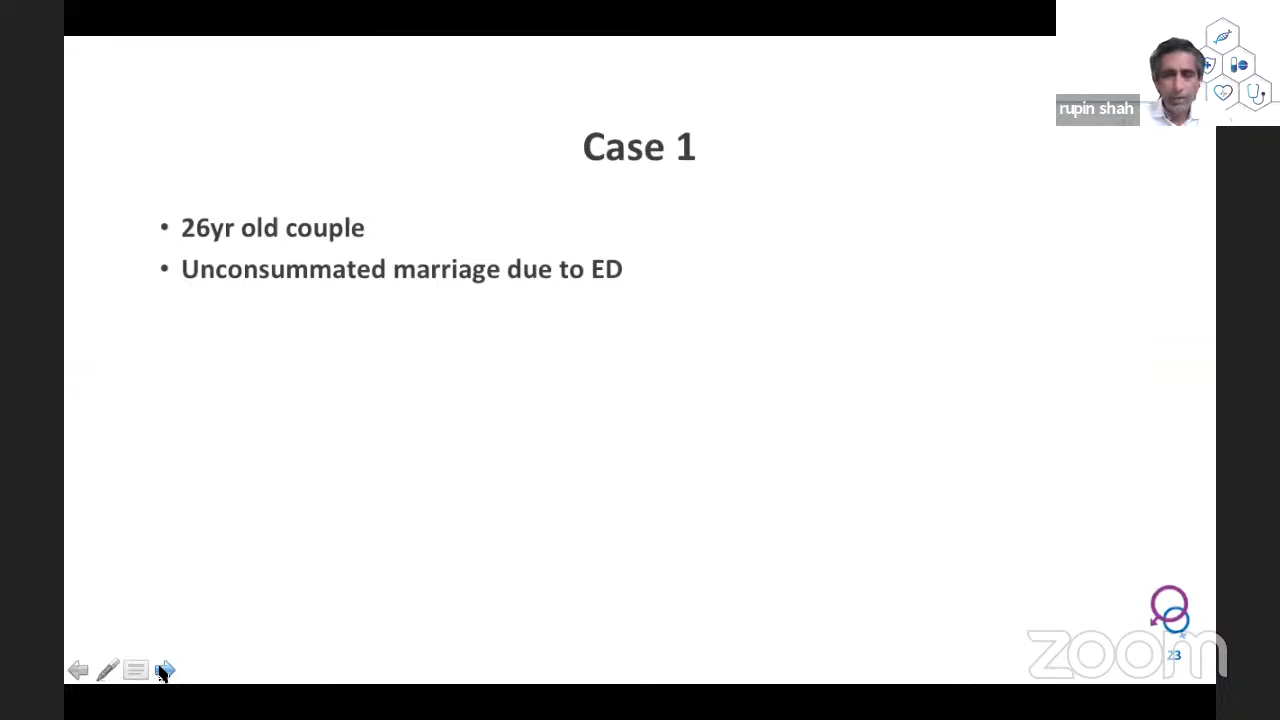 rupin shah
Case 1
• 26yr old couple
• Unconsummated marriage due to ED
zoom
23